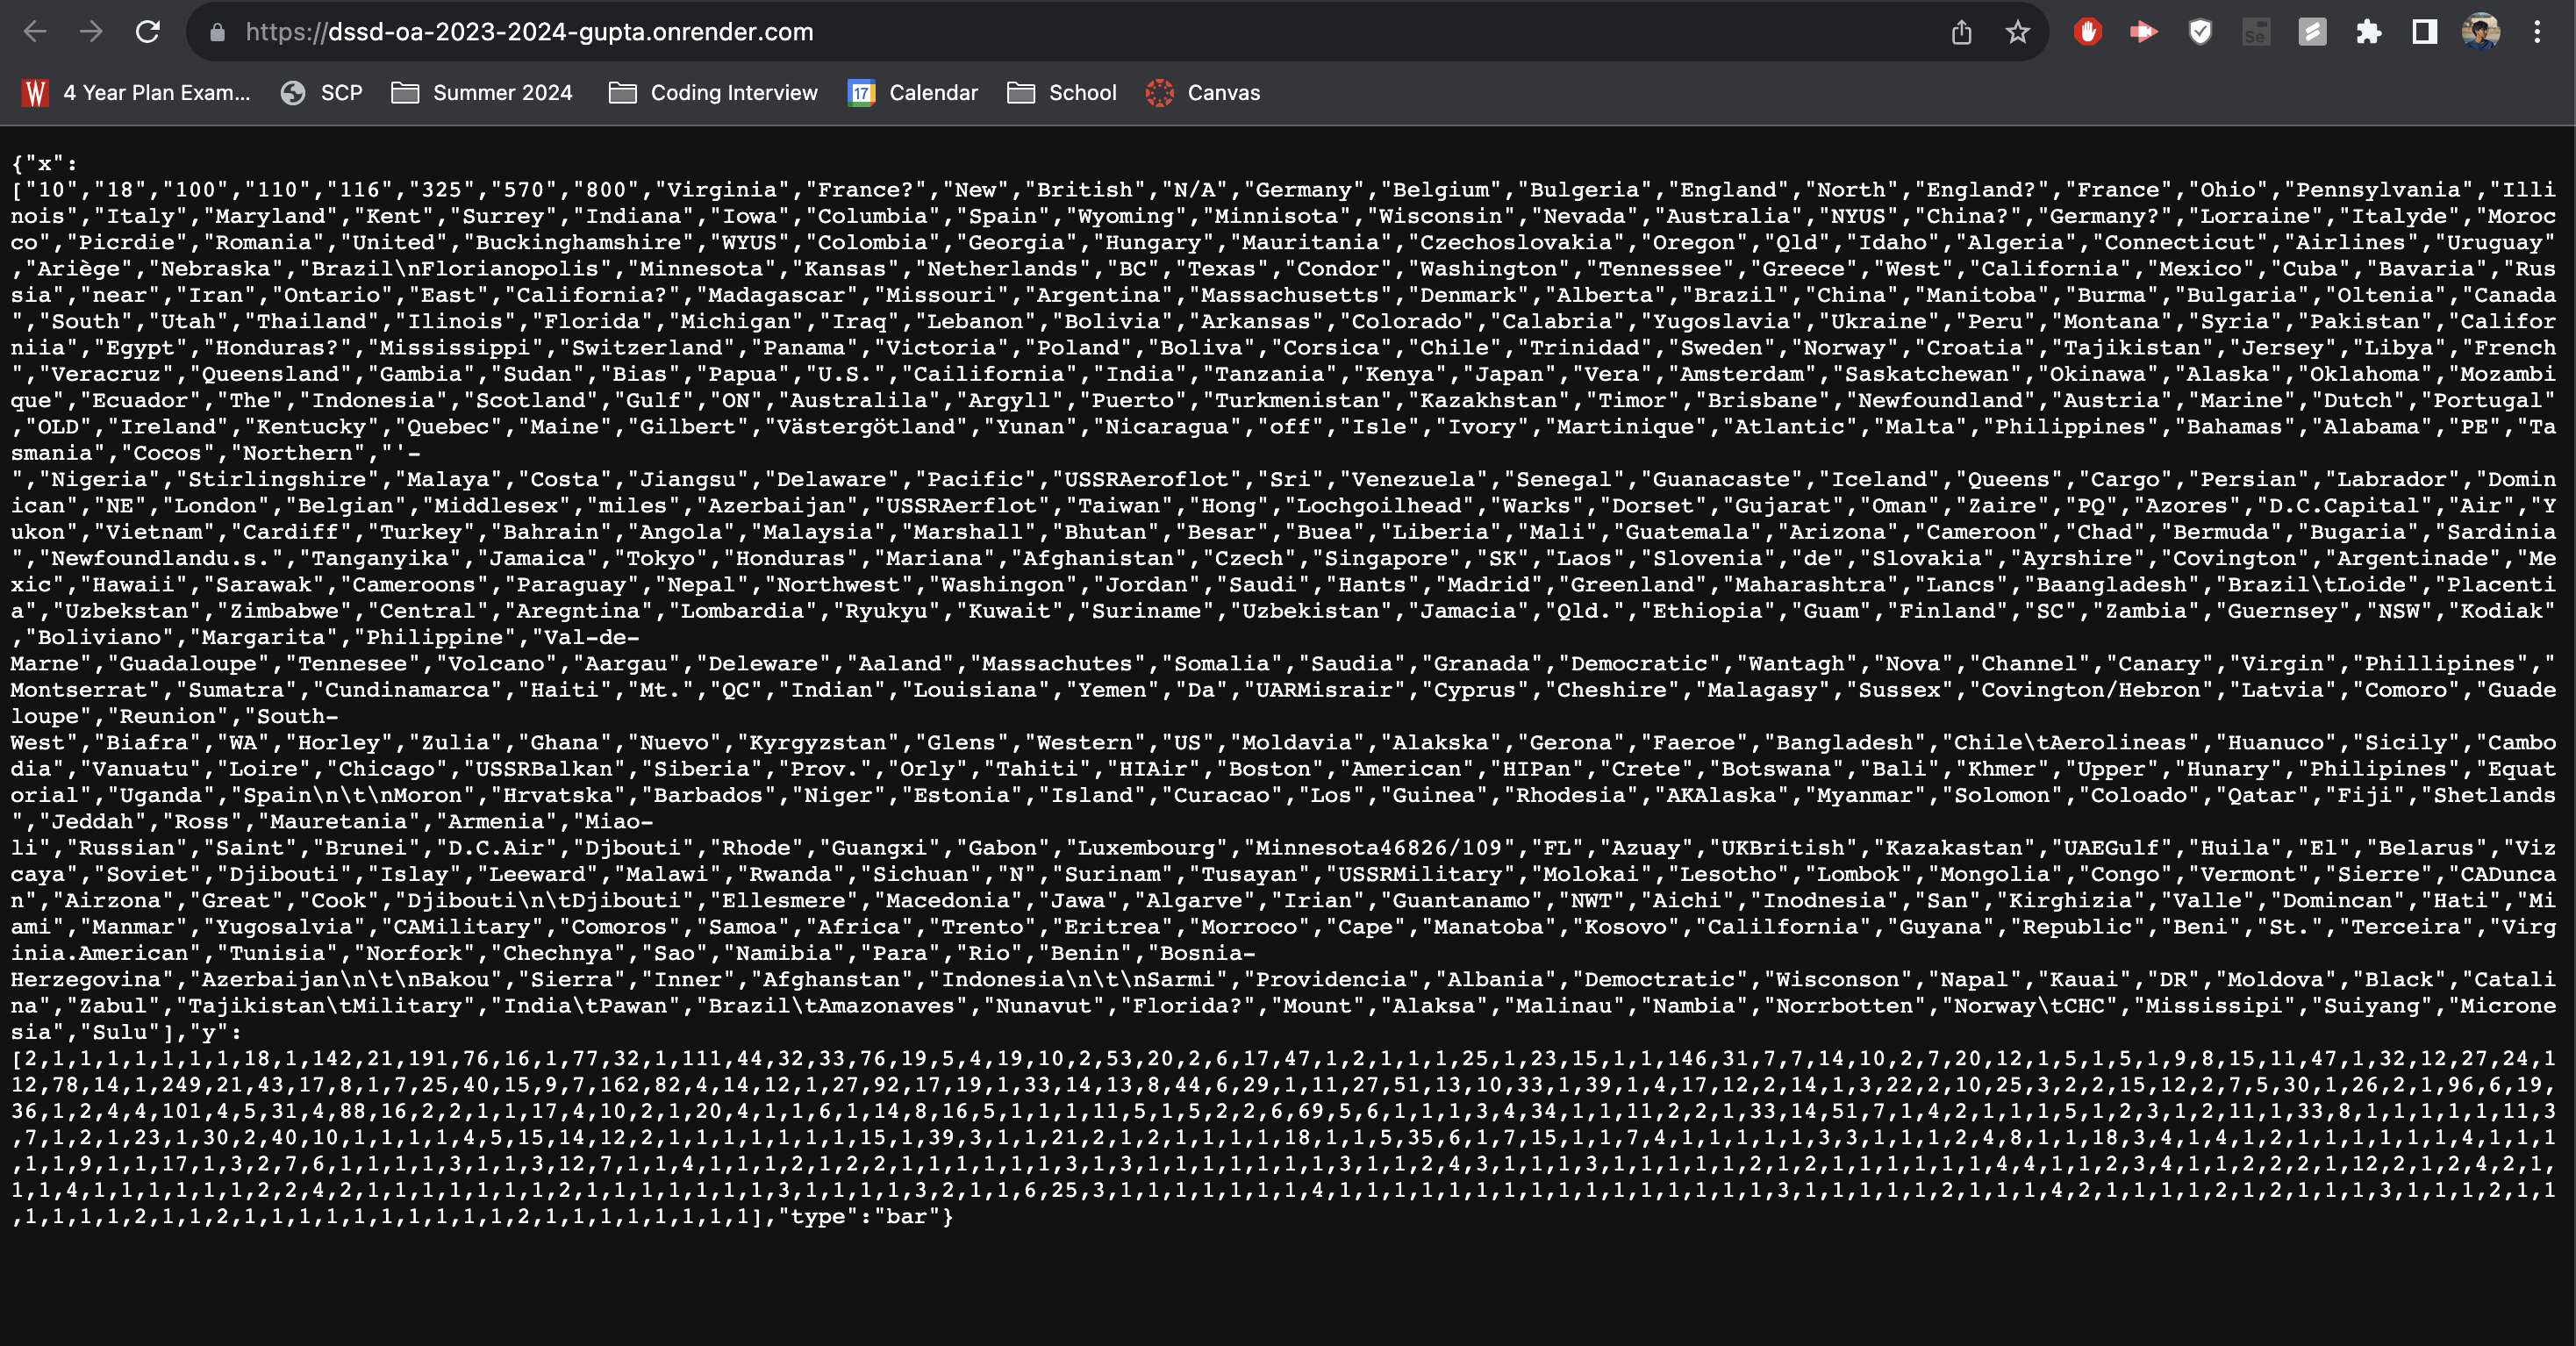 https://dssd-oa-2023-2024-gupta.onrender.com
Se
4 Year Plan Exam... SCP Summer 2024 Coding Interview 17 Calendar School Canvas
{"x":
["10","18","100","110","116","325","570","800","Virginia","France?","New","British","N/A","Germany","Belgium","Bulgeria","England","North","England?","France","Ohio","Pennsylvania","Illi
nois","Italy","Maryland","Kent","Surrey","Indiana","Iowa","Columbia","Spain","Wyoming","Minnisota","Wisconsin","Nevada","Australia","NYUS","China?","Germany?","Lorraine","Italyde","Moroc
co","Picrdie","Romania","United","Buckinghamshire","WYUS","Colombia","Georgia","Hungary","Mauritania","Czechoslovakia","Oregon","Qld","Idaho","Algeria","Connecticut","Airlines","Uruguay"
,"Ariège","Nebraska","Brazil\nFlorianopolis","Minnesota","Kansas","Netherlands","BC","Texas","Condor","Washington","Tennessee","Greece","West","California","Mexico","Cuba","Bavaria","Rus
sia","near","Iran","Ontario","East","California?","Madagascar","Missouri","Argentina","Massachusetts","Denmark","Alberta","Brazil","China","Manitoba","Burma","Bulgaria","Oltenia","Canada
","South","Utah","Thailand","Ilinois","Florida","Michigan","Iraq","Lebanon","Bolivia","Arkansas","Colorado","Calabria","Yugoslavia","Ukraine","Peru","Montana","Syria","Pakistan","Califor
niia","Egypt","Honduras?","Mississippi","Switzerland","Panama","Victoria","Poland","Boliva","Corsica","Chile","Trinidad","Sweden","Norway","Croatia","Tajikistan","Jersey","Libya","French
","Veracruz","Queensland","Gambia","Sudan","Bias","Papua","U.S.","Cailifornia","India","Tanzania","Kenya","Japan","Vera","Amsterdam","Saskatchewan","Okinawa","Alaska","Oklahoma","Mozambi
que","Ecuador","The","Indonesia","Scotland","Gulf","ON","Australila","Argyll","Puerto","Turkmenistan","Kazakhstan","Timor","Brisbane","Newfoundland","Austria","Marine","Dutch","Portugal"
,"OLD","Ireland","Kentucky","Quebec","Maine","Gilbert","Västergötland","Yunan","Nicaragua","off","Isle","Ivory","Martinique","Atlantic","Malta","Philippines","Bahamas","Alabama","PE","Ta
smania","Cocos","Northern","'-
","Nigeria","Stirlingshire","Malaya","Costa","Jiangsu","Delaware","Pacific","USSRAeroflot","Sri","Venezuela","Senegal","Guanacaste","Iceland","Queens","Cargo","Persian","Labrador","Domin
ican","NE","London","Belgian","Middlesex","miles","Azerbaijan","USSRAerflot","Taiwan","Hong","Lochgoilhead","Warks","Dorset","Gujarat","Oman","Zaire","PQ","Azores","D.C.Capital","Air","Y
ukon","Vietnam","Cardiff","Turkey","Bahrain","Angola","Malaysia","Marshall","Bhutan","Besar","Buea","Liberia","Mali","Guatemala","Arizona","Cameroon","Chad","Bermuda","Bugaria","Sardinia
","Newfoundlandu.s.","Tanganyika","Jamaica","Tokyo","Honduras","Mariana","Afghanistan","Czech","Singapore","SK","Laos","Slovenia","de","Slovakia","Ayrshire","Covington","Argentinade","Me
xic","Hawaii","Sarawak","Cameroons","Paraguay","Nepal","Northwest","Washingon","Jordan","Saudi","Hants","Madrid","Greenland","Maharashtra","Lancs","Baangladesh","Brazil\tLoide","Placenti
a","Uzbekstan","Zimbabwe","Central","Aregntina","Lombardia","Ryukyu","Kuwait","Suriname","Uzbekistan","Jamacia","Qld.","Ethiopia","Guam","Finland","SC","Zambia","Guernsey","NSW","Kodiak"
,"Boliviano","Margarita","Philippine","Val-de-
Marne","Guadaloupe","Tennesee","Volcano","Aargau","Deleware","Aaland","Massachutes","Somalia","Saudia","Granada","Democratic","Wantagh","Nova","Channel","Canary","Virgin","Phillipines","
Montserrat","Sumatra","Cundinamarca","Haiti","Mt.","QC","Indian","Louisiana","Yemen","Da","UARMisrair","Cyprus","Cheshire","Malagasy","Sussex","Covington/Hebron","Latvia","Comoro","Guade
loupe","Reunion","South-
West","Biafra","WA","Horley","Zulia","Ghana","Nuevo","Kyrgyzstan","Glens","Western","US","Moldavia","Alakska","Gerona","Faeroe","Bangladesh","Chile\tAerolineas","Huanuco","Sicily","Cambo
dia","Vanuatu","Loire","Chicago","USSRBalkan","Siberia","Prov.","Orly","Tahiti","HIAir","Boston","American","HIPan","Crete","Botswana","Bali","Khmer","Upper","Hunary","Philipines","Equat
orial","Uganda","Spain\n\t\nMoron","Hrvatska","Barbados","Niger","Estonia","Island","Curacao","Los","Guinea","Rhodesia","AKAlaska","Myanmar","Solomon","Coloado","Qatar","Fiji","Shetlands
","Jeddah","Ross","Mauretania","Armenia","Miao-
li","Russian","Saint","Brunei","D.C.Air","Djbouti","Rhode","Guangxi","Gabon","Luxembourg","Minnesota46826/109","FL","Azuay","UKBritish","Kazakastan","UAEGulf","Huila","El","Belarus","Viz
caya","Soviet","Djibouti","Islay","Leeward","Malawi","Rwanda","Sichuan","N","Surinam","Tusayan","USSRMilitary","Molokai","Lesotho","Lombok","Mongolia","Congo","Vermont","Sierre","CADunca
n","Airzona","Great","Cook","Djibouti\n\tDjibouti","Ellesmere","Macedonia","Jawa","Algarve","Irian","Guantanamo","NWT","Aichi","Inodnesia","San","Kirghizia","Valle","Domincan","Hati","Mi
ami","Manmar","Yugosalvia","CAMilitary","Comoros","Samoa","Africa","Trento","Eritrea","Morroco","Cape","Manatoba","Kosovo","Calilfornia","Guyana","Republic","Beni","St.","Terceira","Virg
inia.American","Tunisia","Norfork","Chechnya","Sao","Namibia","Para","Rio","Benin","Bosnia-
Herzegovina","Azerbaijan\n\t\nBakou","Sierra","Inner","Afghanstan","Indonesia\n\t\nSarmi","Providencia","Albania","Democtratic","Wisconson","Napal","Kauai","DR","Moldova","Black","Catali
na","Zabul","Tajikistan\tMilitary","India\tPawan","Brazil\tAmazonaves","Nunavut","Florida?","Mount","Alaksa","Malinau","Nambia","Norrbotten","Norway\tCHC","Mississipi","Suiyang","Microne
sia","Sulu"],"y":
[2,1,1,1,1,1,1,1,18,1,142,21,191,76,16,1,77,32,1,111,44,32,33,76,19,5,4,19,10,2,53,20,2,6,17,47,1,2,1,1,1,25,1,23,15,1,1,146,31,7,7,14,10,2,7,20,12,1,5,1,5,1,9,8,15,11,47,1,32,12,27,24,1
12,78,14,1,249,21,43,17,8,1,7,25,40,15,9,7,162,82,4,14,12,1,27,92,17,19,1,33,14,13,8,44,6,29,1,11,27,51,13,10,33,1,39,1,4,17,12,2,14,1,3,22,2,10,25,3,2,2,15,12,2,7,5,30,1,26,2,1,96,6,19,
36,1,2,4,4,101,4,5,31,4,88,16,2,2,1,1,17,4,10,2,1,20,4,1,1,6,1,14,8,16,5,1,1,1,11,5,1,5,2,2,6,69,5,6,1,1,1,3,4,34,1,1,11,2,2,1,33,14,51,7,1,4,2,1,1,1,5,1,2,3,1,2,11,1,33,8,1,1,1,1,1,11,3
,7,1,2,1,23,1,30,2,40,10,1,1,1,1,4,5,15,14,12,2,1,1,1,1,1,1,1,15,1,39,3,1,1,21,2,1,2,1,1,1,1,18,1,1,5,35,6,1,7,15,1,1,7,4,1,1,1,1,1,3,3,1,1,1,2,4,8,1,1,18,3,4,1,4,1,2,1,1,1,1,1,1,4,1,1,1
,1,1,9,1,1,17,1,3,2,7,6,1,1,1,1,3,1,1,3,12,7,1,1,4,1,1,1,2,1,2,2,1,1,1,1,1,1,3,1,3,1,1,1,1,1,1,1,3,1,1,2,4,3,1,1,1,3,1,1,1,1,1,2,1,2,1,1,1,1,1,1,4,4,1,1,2,3,4,1,1,2,2,2,1,12,2,1,2,4,2,1,
1,1,4,1,1,1,1,1,1,2,2,4,2,1,1,1,1,1,1,1,2,1,1,1,1,1,1,1,3,1,1,1,1,3,2,1,1,6,25,3,1,1,1,1,1,1,1,4,1,1,1,1,1,1,1,1,1,1,1,1,1,1,1,1,3,1,1,1,1,1,2,1,1,1,4,2,1,1,1,1,2,1,2,1,1,1,3,1,1,1,2,1,1
,1,1,1,1,2,1,1,2,1,1,1,1,1,1,1,1,1,1,2,1,1,1,1,1,1,1,1],"type":"bar"}